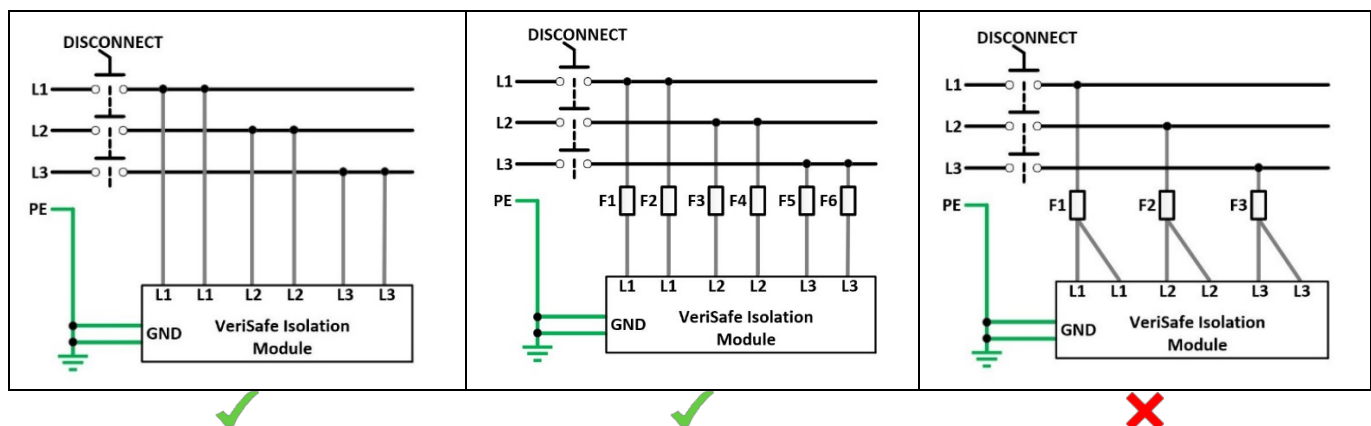 DISCONNECT
L1
L2
L3
PE
L1 L1 L2 L2 L3 L3
GND
VeriSafe Isolation
Module
DISCONNECT
L1
L2
L3
PE
F1 F2 F3 F4 F5 F6
L1 L1 L2 L2 L3 L3
GND
VeriSafe Isolation
Module
DISCONNECT
L1
L2
L3
PE
F1 F2 F3
L1 L1 L2 L2 L3 L3
GND
VeriSafe Isolation
Module